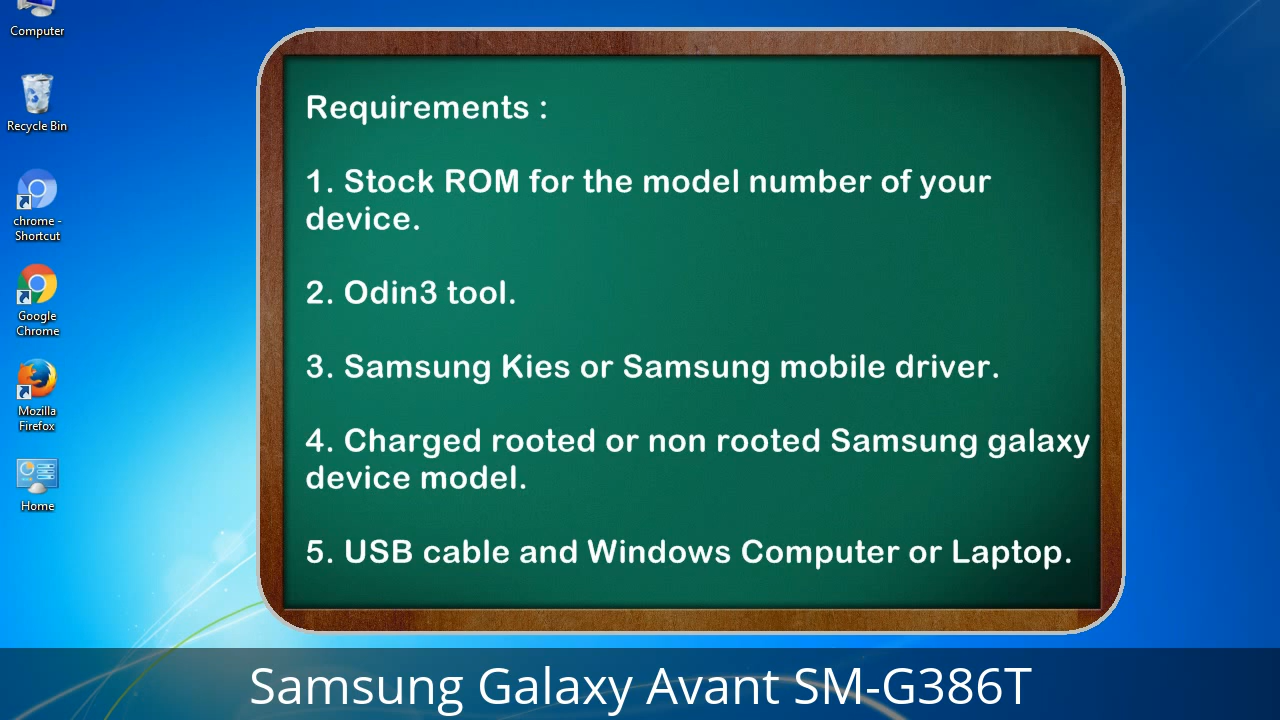 Computer
Recycle Bin
chrome -
Shortcut
Google
Chrome
Mozilla
Firefox
Home
Requirements :
1. Stock ROM for the model number of your
device.
2. Odin3 tool.
3. Samsung Kies or Samsung mobile driver.
4. Charged rooted or non rooted Samsung galaxy
device model.
5. USB cable and Windows Computer or Laptop.
Samsung Galaxy Avant SM-G386T